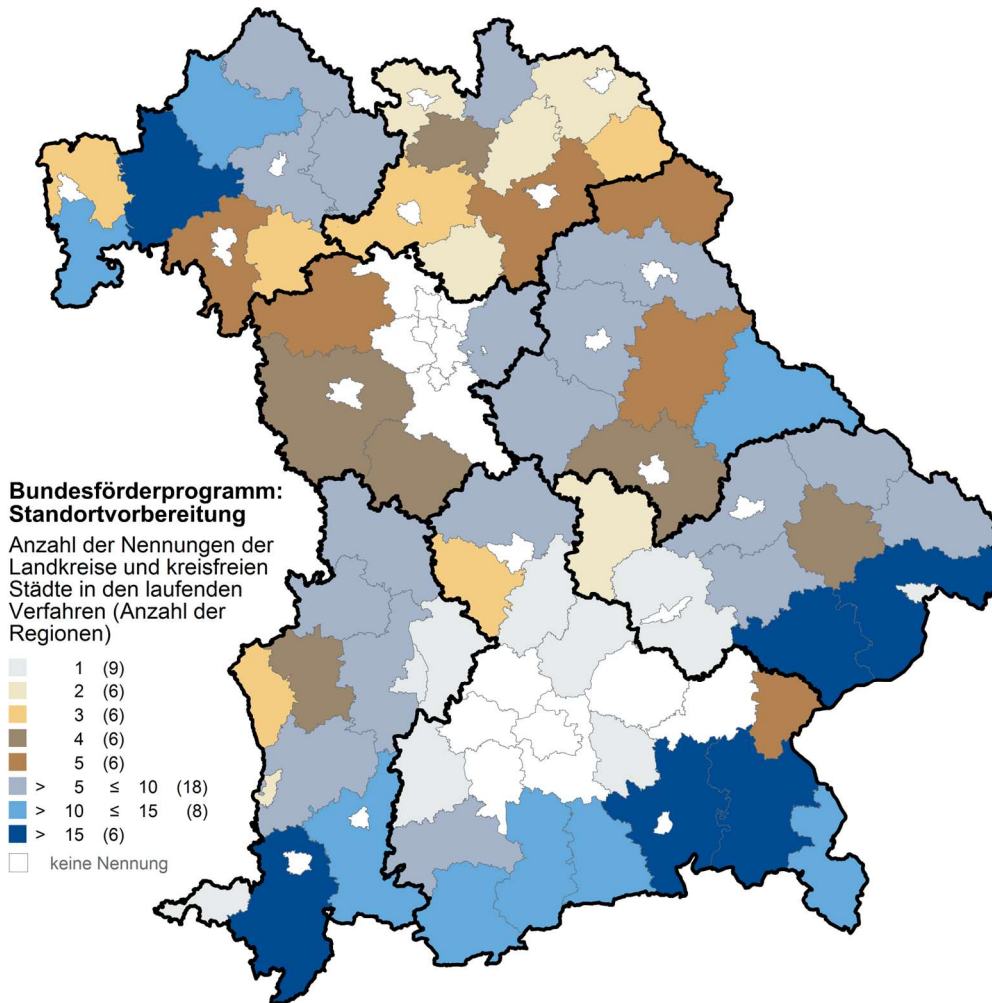 Bundesförderprogramm:
Standortvorbereitung
Anzahl der Nennungen der
Landkreise und kreisfreien
Städte in den laufenden
Verfahren (Anzahl der
Regionen)
1 (9)
2 (6)
3 (6)
4 (6)
5 (6)
> 5 ≤ 10 (18)
> 10 ≤ 15 (8)
> 15 (6)
keine Nennung